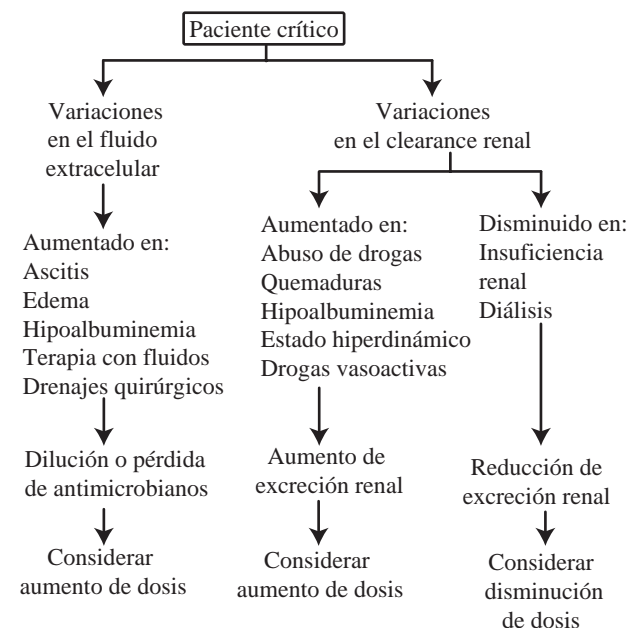 Paciente crítico
Variaciones
en el fluido
extracelular
Variaciones
en el clearance renal
Aumentado en:
Ascitis
Edema
Hipoalbuminemia
Terapia con fluidos
Drenajes quirúrgicos
Aumentado en:
Abuso de drogas
Quemaduras
Hipoalbuminemia
Estado hiperdinámico
Drogas vasoactivas
Disminuido en:
Insuficiencia
renal
Diálisis
Dilución o pérdida
de antimicrobianos
Aumento de
excreción renal
Reducción de
excreción renal
Considerar
aumento de dosis
Considerar
aumento de dosis
Considerar
disminución
de dosis